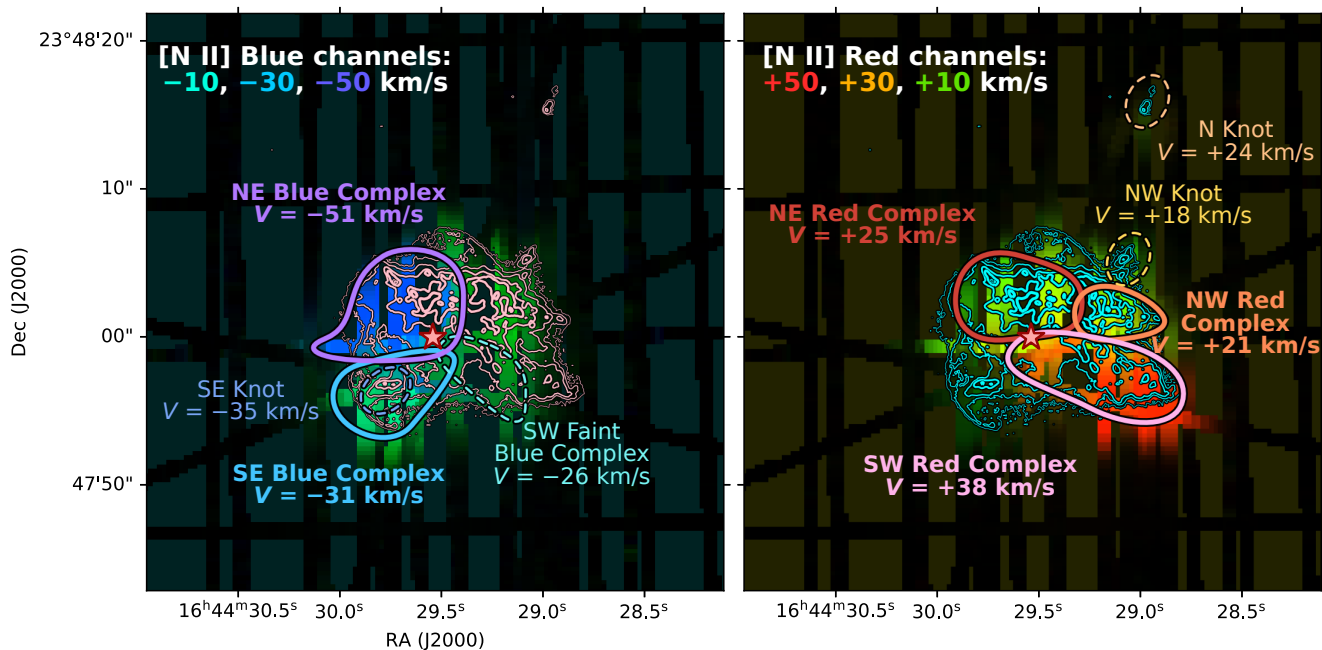 [N II] Blue channels:
−10, −30, −50 km/s
NE Blue Complex
V = −51 km/s
SE Knot
V = −35 km/s
SW Faint
Blue Complex
V = −26 km/s
SE Blue Complex
V = −31 km/s
23°48'20"
10"
00"
47'50"
Dec (J2000)
16ʰ44ᵐ30.5ˢ
30.0ˢ
29.5ˢ
29.0ˢ
28.5ˢ
RA (J2000)
[N II] Red channels:
+50, +30, +10 km/s
N Knot
V = +24 km/s
NW Knot
V = +18 km/s
NE Red Complex
V = +25 km/s
NW Red
Complex
V = +21 km/s
SW Red Complex
V = +38 km/s
16ʰ44ᵐ30.5ˢ
30.0ˢ
29.5ˢ
29.0ˢ
28.5ˢ